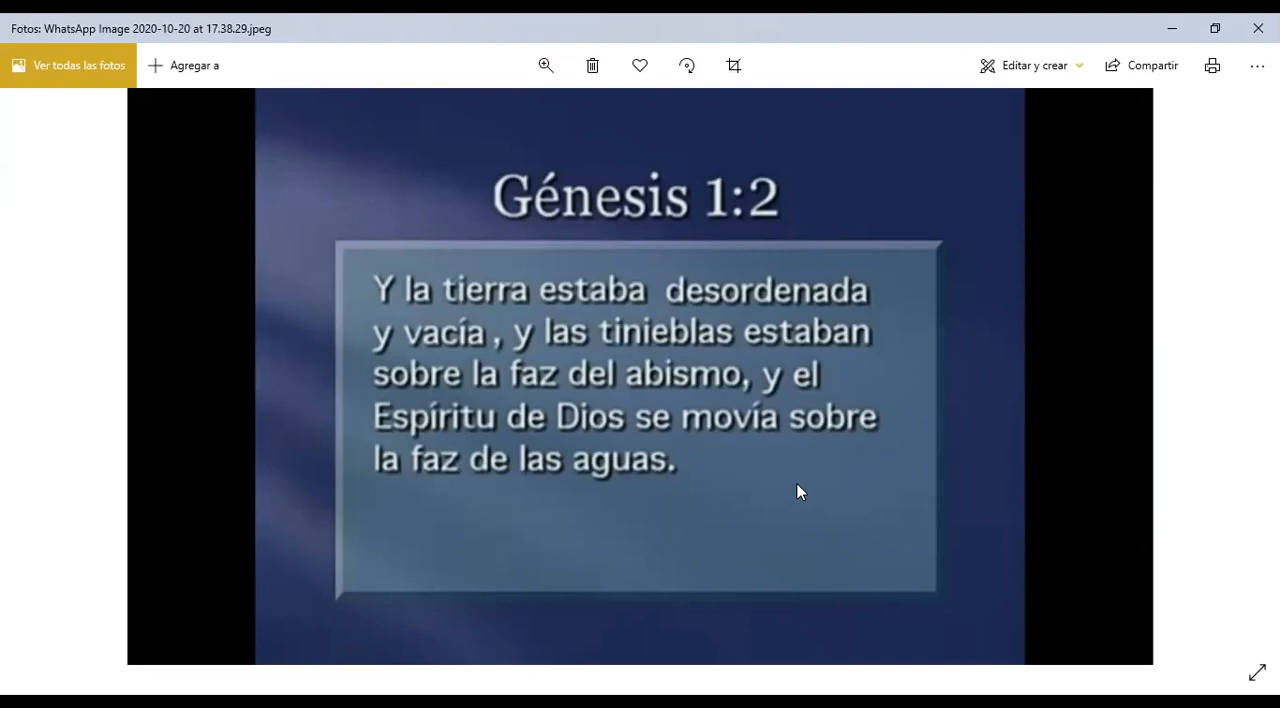 Fotos: WhatsApp Image 2020-10-20 at 17.38.29.jpeg
Ver todas las fotos
Agregar a
Editar y crear
Compartir
Génesis 1:2
Y la tierra estaba desordenada
y vacía , y las tinieblas estaban
sobre la faz del abismo, y el
Espíritu de Dios se movía sobre
la faz de las aguas.